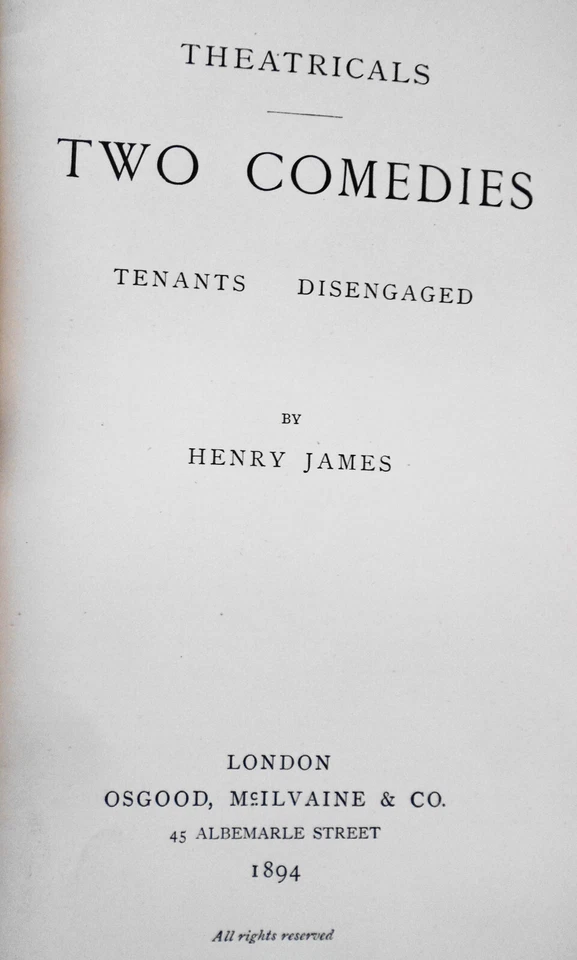 THEATRICALS
TWO COMEDIES
TENANTS DISENGAGED
BY
HENRY JAMES
LONDON
OSGOOD, McILVAINE & CO.
45 ALBEMARLE STREET
1894
All rights reserved